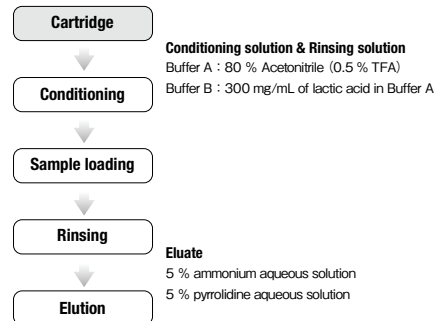 Cartridge
Conditioning solution & Rinsing solution
Buffer A : 80 % Acetonitrile (0.5 % TFA)
Conditioning
Buffer B : 300 mg/mL of lactic acid in Buffer A
Sample loading
Rinsing
Eluate
5 % ammonium aqueous solution
5 % pyrrolidine aqueous solution
Elution